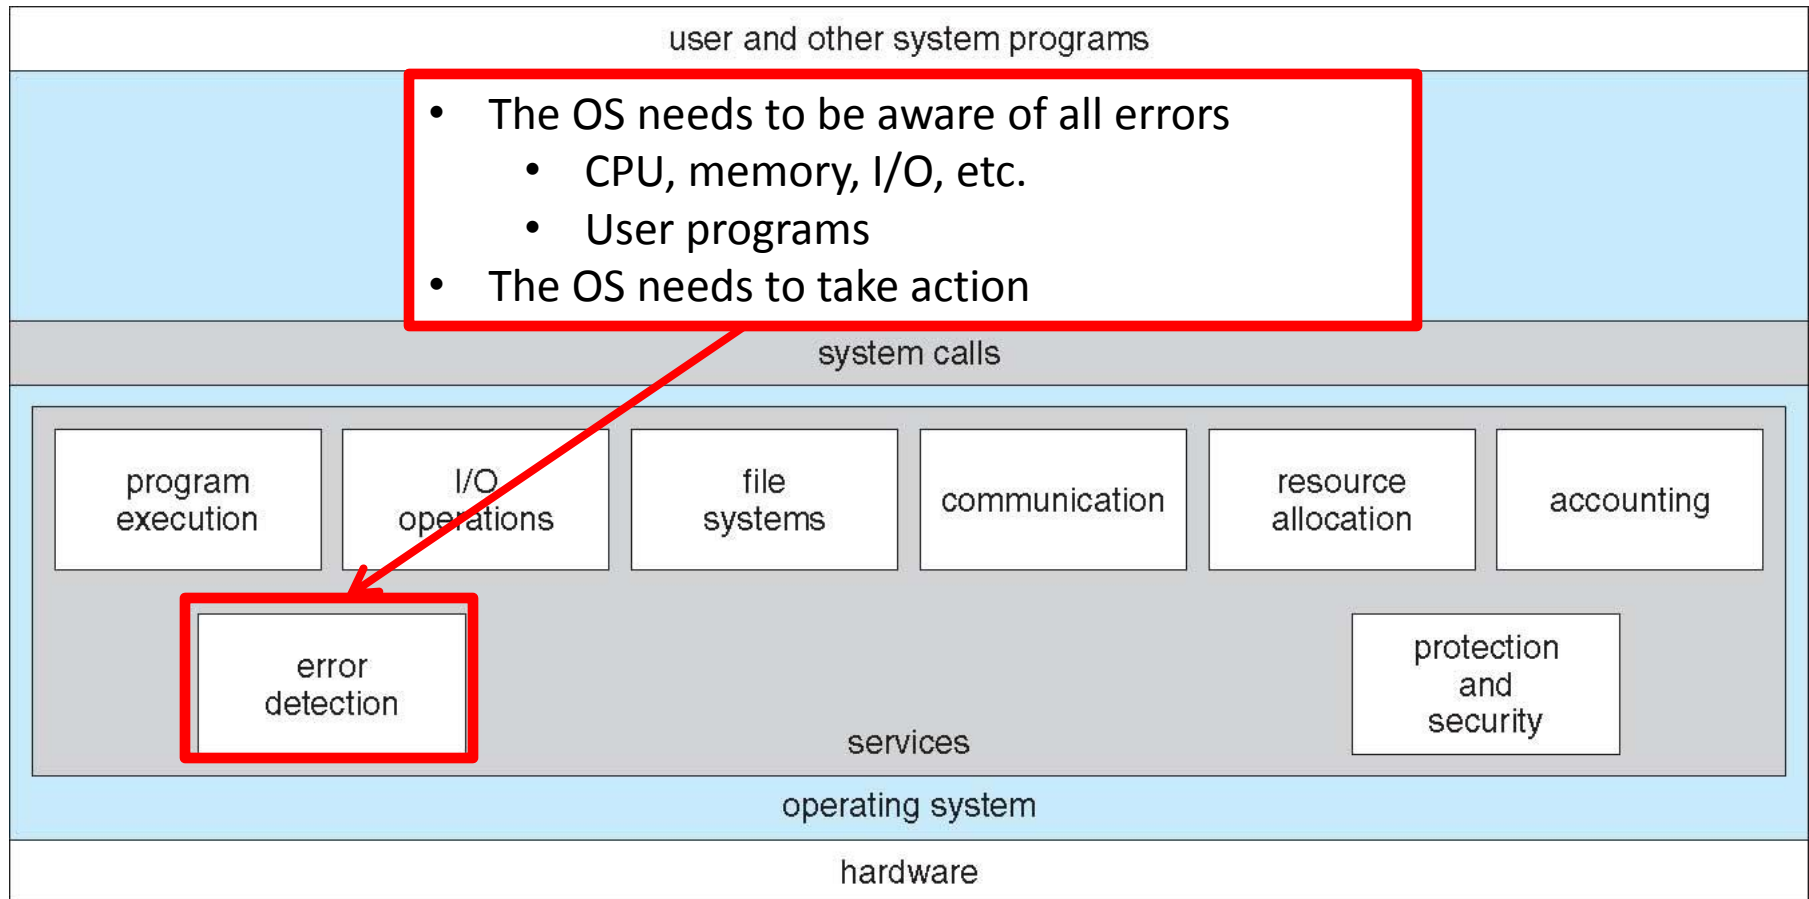 user and other system programs
• The OS needs to be aware of all errors
• CPU, memory, I/O, etc.
• User programs
• The OS needs to take action
system calls
program
execution
I/O
operations
file
systems
communication
resource
allocation
accounting
error
detection
protection
and
security
services
operating system
hardware